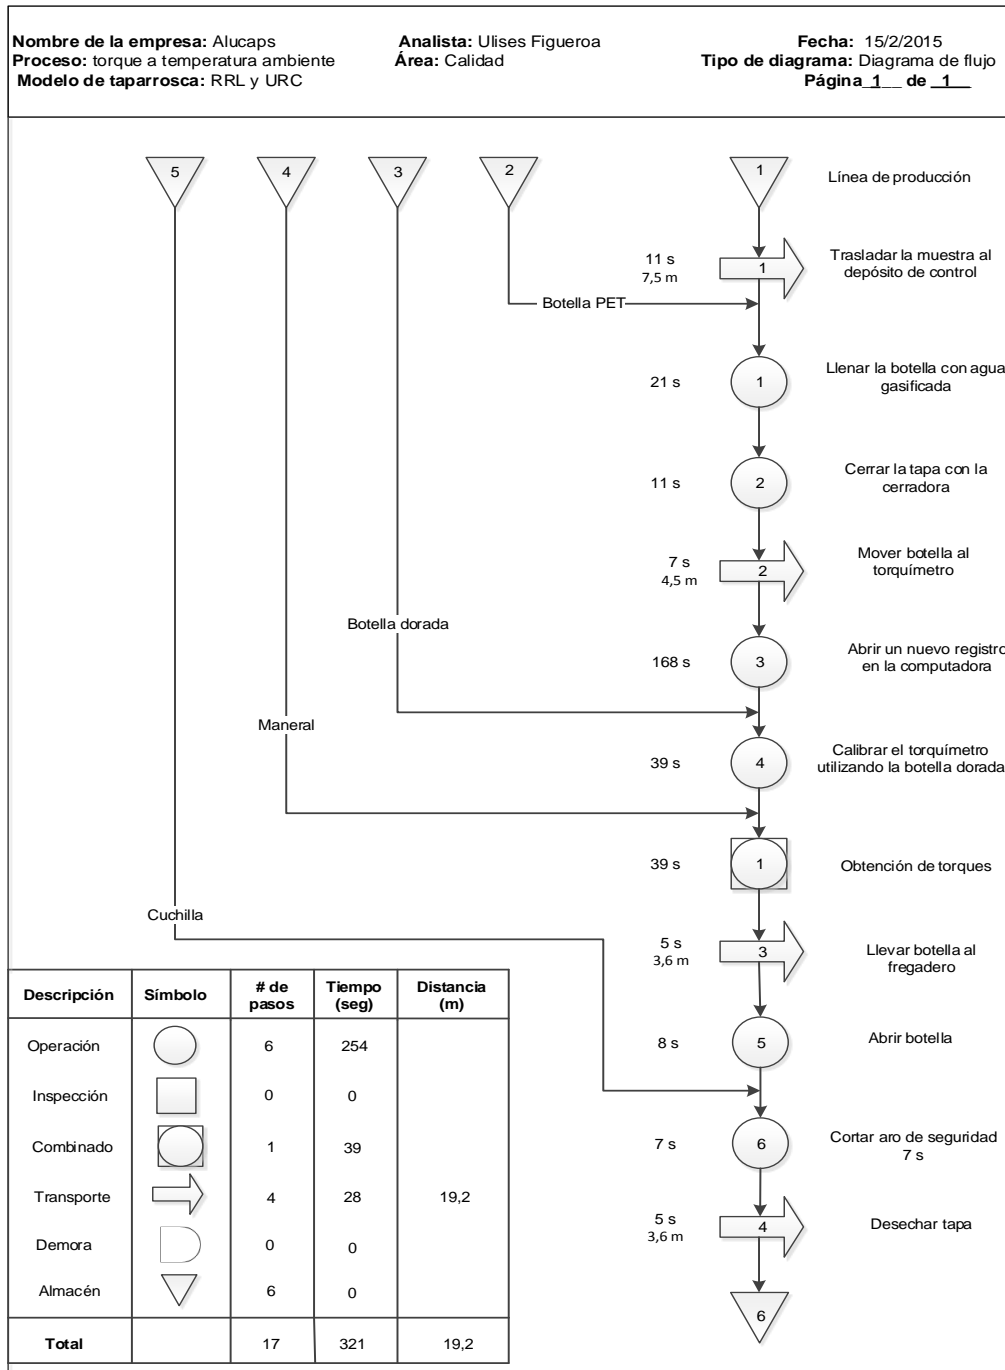 Nombre de la empresa: Alucaps
Proceso: torque a temperatura ambiente
Modelo de taparrosca: RRL y URC
Analista: Ulises Figueroa
Área: Calidad
Fecha: 15/2/2015
Tipo de diagrama: Diagrama de flujo
Página_1__ de _1__
5
4
3
2
1
Línea de producción
11 s
7,5 m
1
Trasladar la muestra al
depósito de control
Botella PET
21 s
1
Llenar la botella con agua
gasificada
11 s
2
Cerrar la tapa con la
cerradora
7 s
4,5 m
2
Mover botella al
torquímetro
Botella dorada
168 s
3
Abrir un nuevo registro
en la computadora
Maneral
39 s
4
Calibrar el torquímetro
utilizando la botella dorada
39 s
1
Obtención de torques
Cuchilla
5 s
3,6 m
3
Llevar botella al
fregadero
8 s
5
Abrir botella
7 s
6
Cortar aro de seguridad
7 s
5 s
3,6 m
4
Desechar tapa
6
Descripción Símbolo # de pasos Tiempo (seg) Distancia (m)
Operación 6 254
Inspección 0 0
Combinado 1 39
Transporte 4 28 19,2
Demora 0 0
Almacén 6 0
Total 17 321 19,2